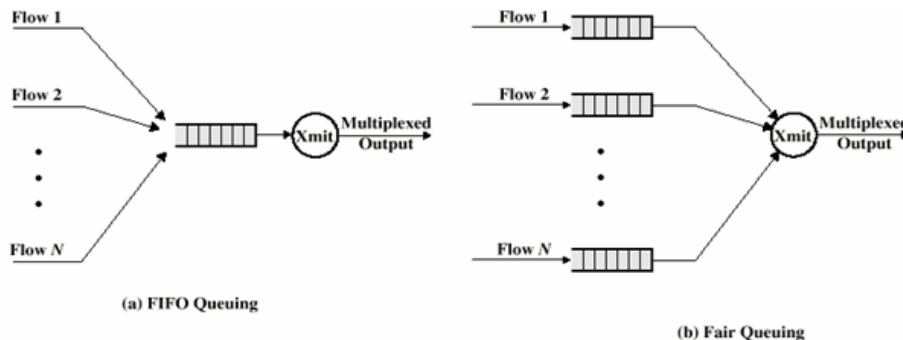 Flow 1
Flow 2
Flow N
Xmit
Multiplexed
Output
(a) FIFO Queuing
Flow 1
Flow 2
Flow N
Xmit
Multiplexed
Output
(b) Fair Queuing